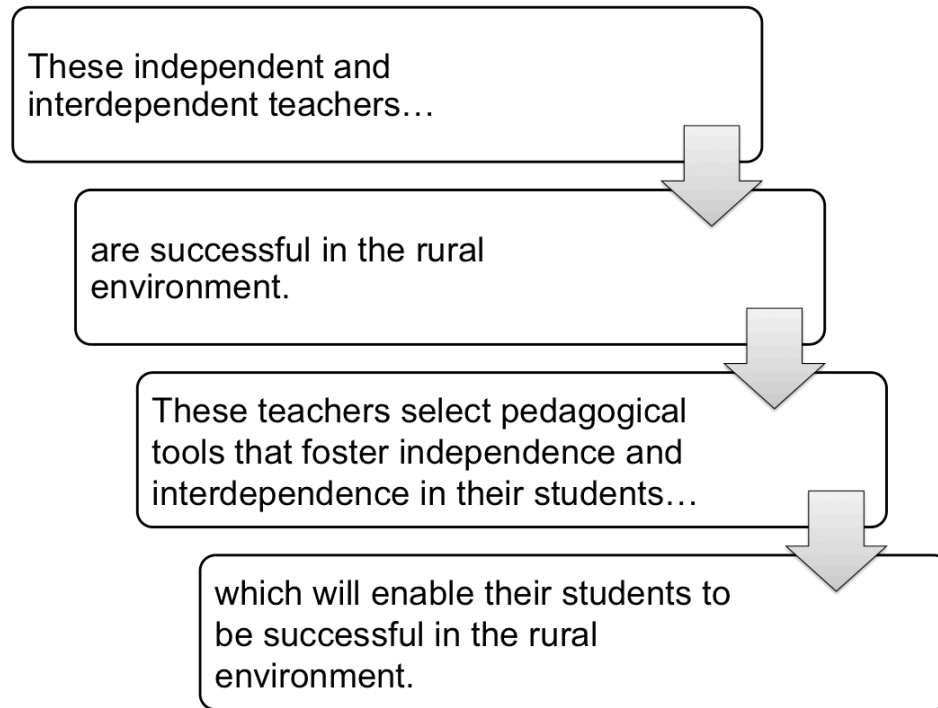 These independent and
interdependent teachers…
are successful in the rural
environment.
These teachers select pedagogical
tools that foster independence and
interdependence in their students…
which will enable their students to
be successful in the rural
environment.